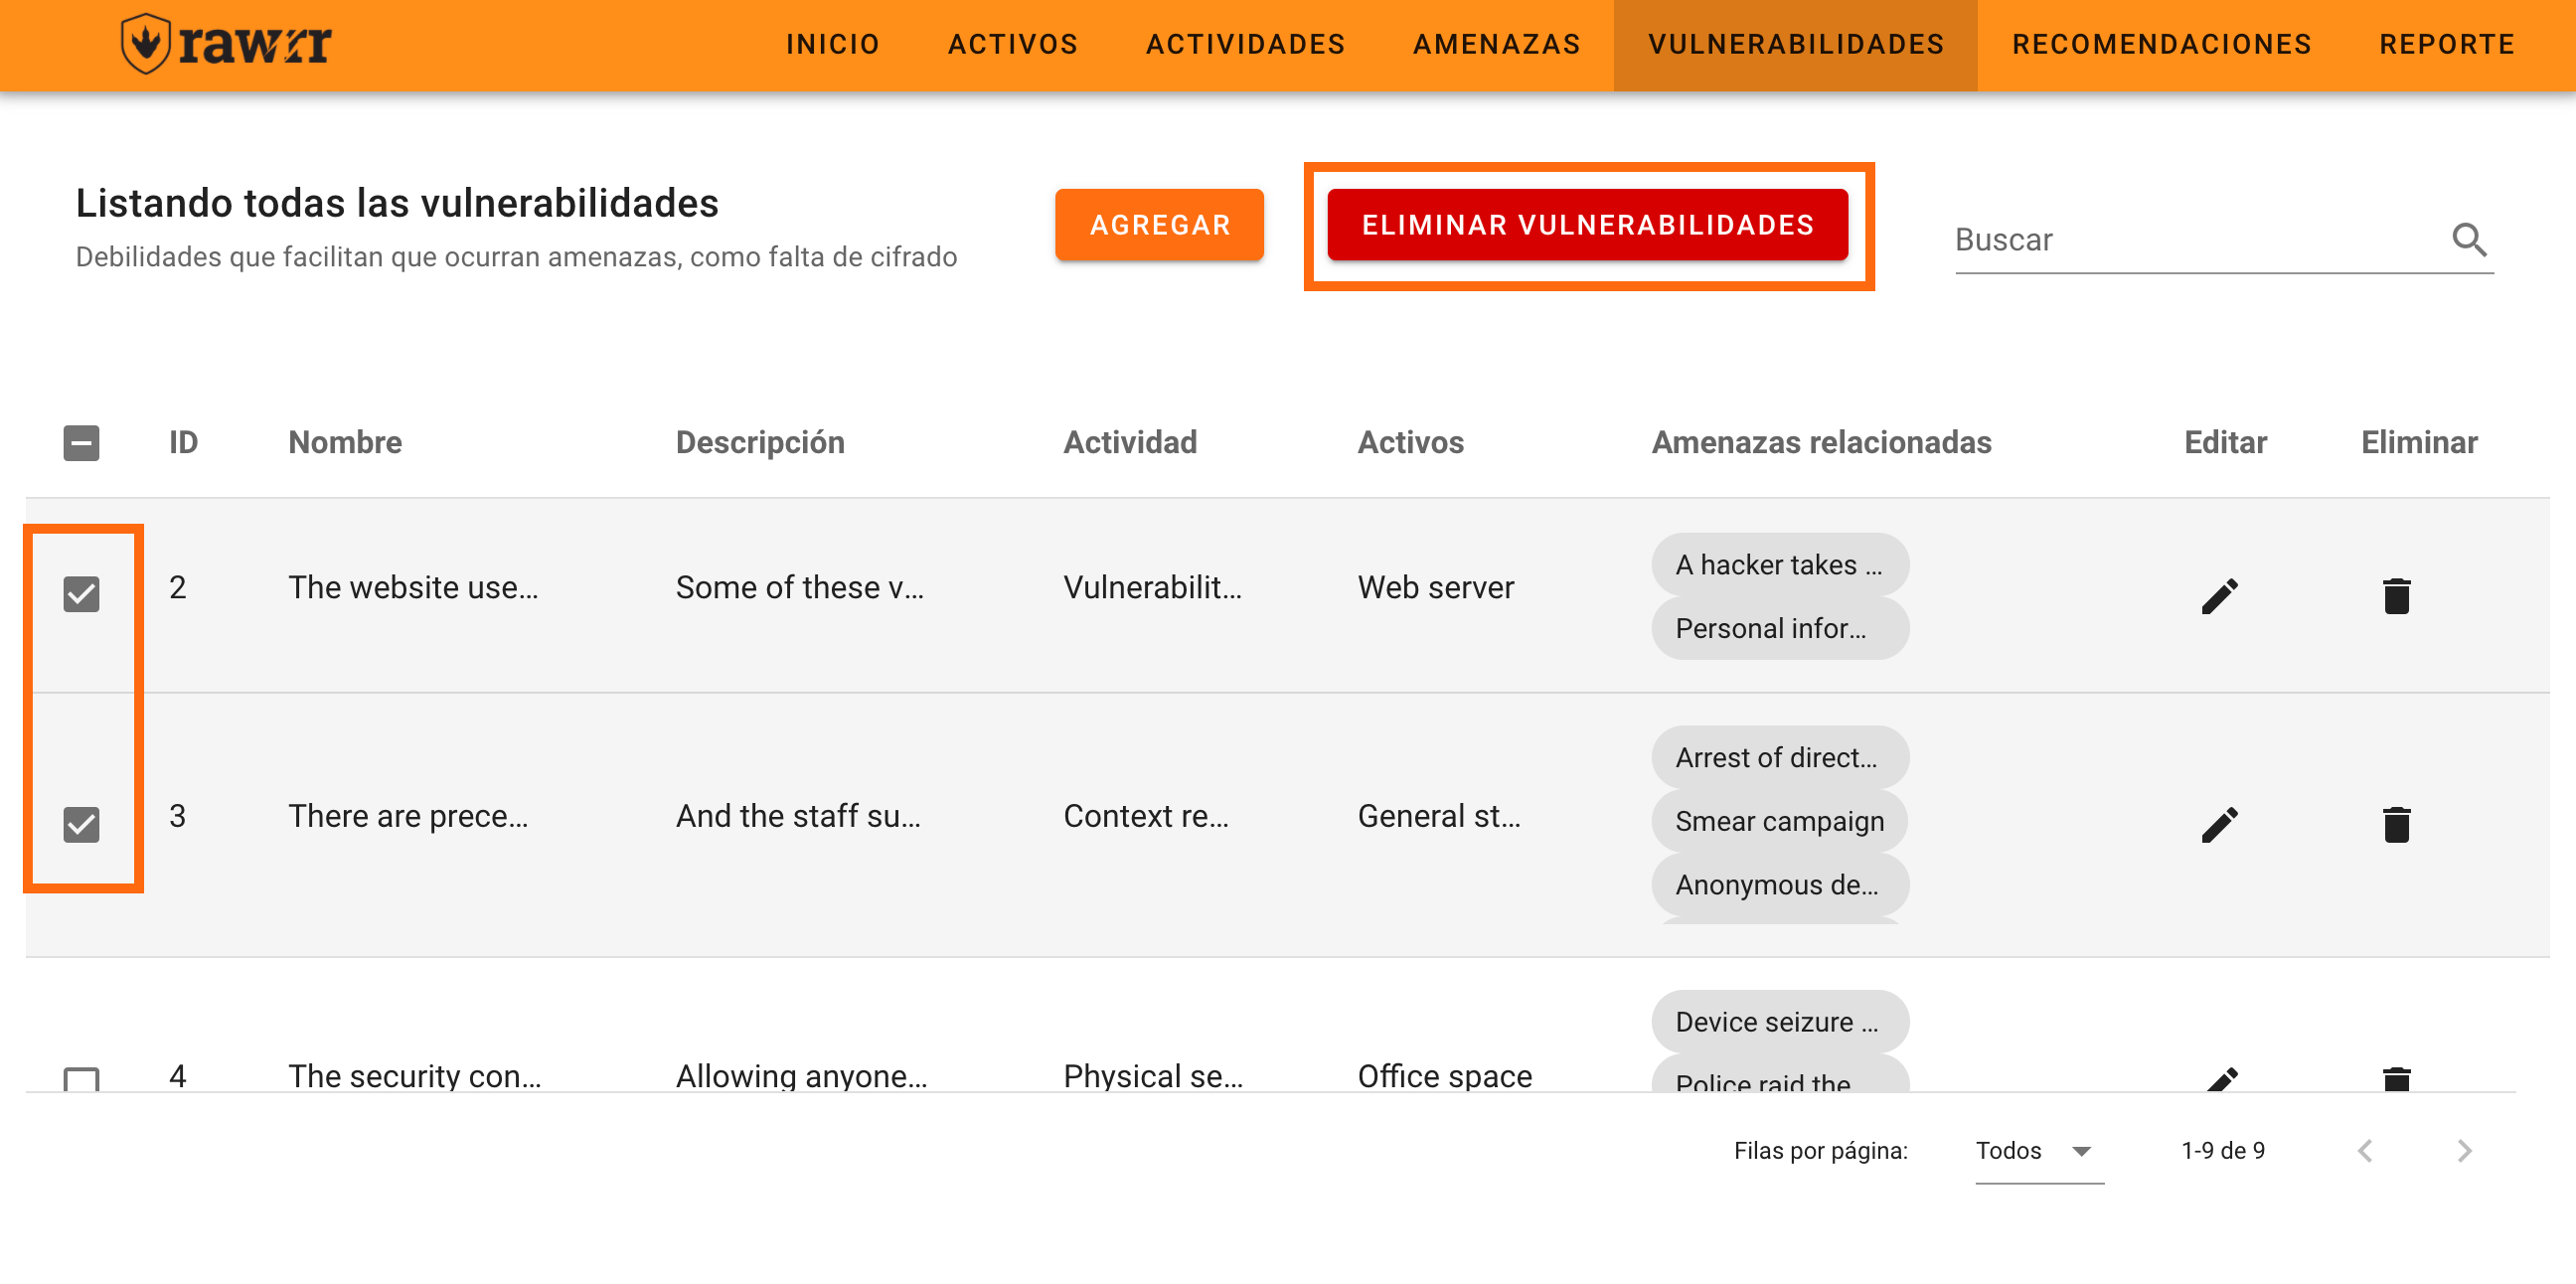 rawrr
INICIO ACTIVOS ACTIVIDADES AMENAZAS VULNERABILIDADES RECOMENDACIONES REPORTE
Listando todas las vulnerabilidades
Debilidades que facilitan que ocurran amenazas, como falta de cifrado
AGREGAR
ELIMINAR VULNERABILIDADES
Buscar
ID Nombre Descripción Actividad Activos Amenazas relacionadas Editar Eliminar
2 The website use... Some of these v... Vulnerabilit... Web server
A hacker takes ...
Personal infor...
3 There are prece... And the staff su... Context re... General st...
Arrest of direct...
Smear campaign
Anonymous de...
4 The security con... Allowing anyone... Physical se... Office space
Device seizure ...
Police raid the
Filas por página: Todos 1-9 de 9